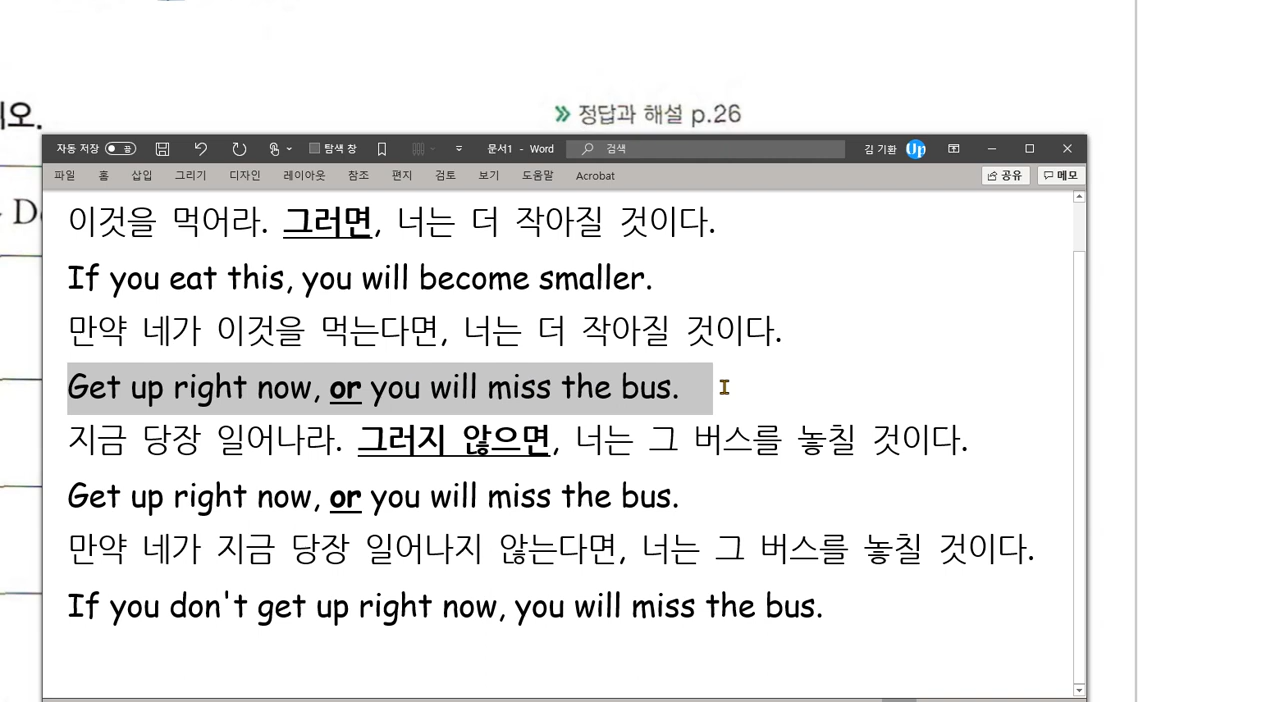 오.
정답과 해설 p.26
자동 저장 끔 탐색 창 문서1 - Word 검색 김 기환 Up
파일 홈 삽입 그리기 디자인 레이아웃 참조 편지 검토 보기 도움말 Acrobat 공유 메모
이것을 먹어라. 그러면, 너는 더 작아질 것이다.
If you eat this, you will become smaller.
만약 네가 이것을 먹는다면, 너는 더 작아질 것이다.
Get up right now, or you will miss the bus.
지금 당장 일어나라. 그러지 않으면, 너는 그 버스를 놓칠 것이다.
Get up right now, or you will miss the bus.
만약 네가 지금 당장 일어나지 않는다면, 너는 그 버스를 놓칠 것이다.
If you don't get up right now, you will miss the bus.